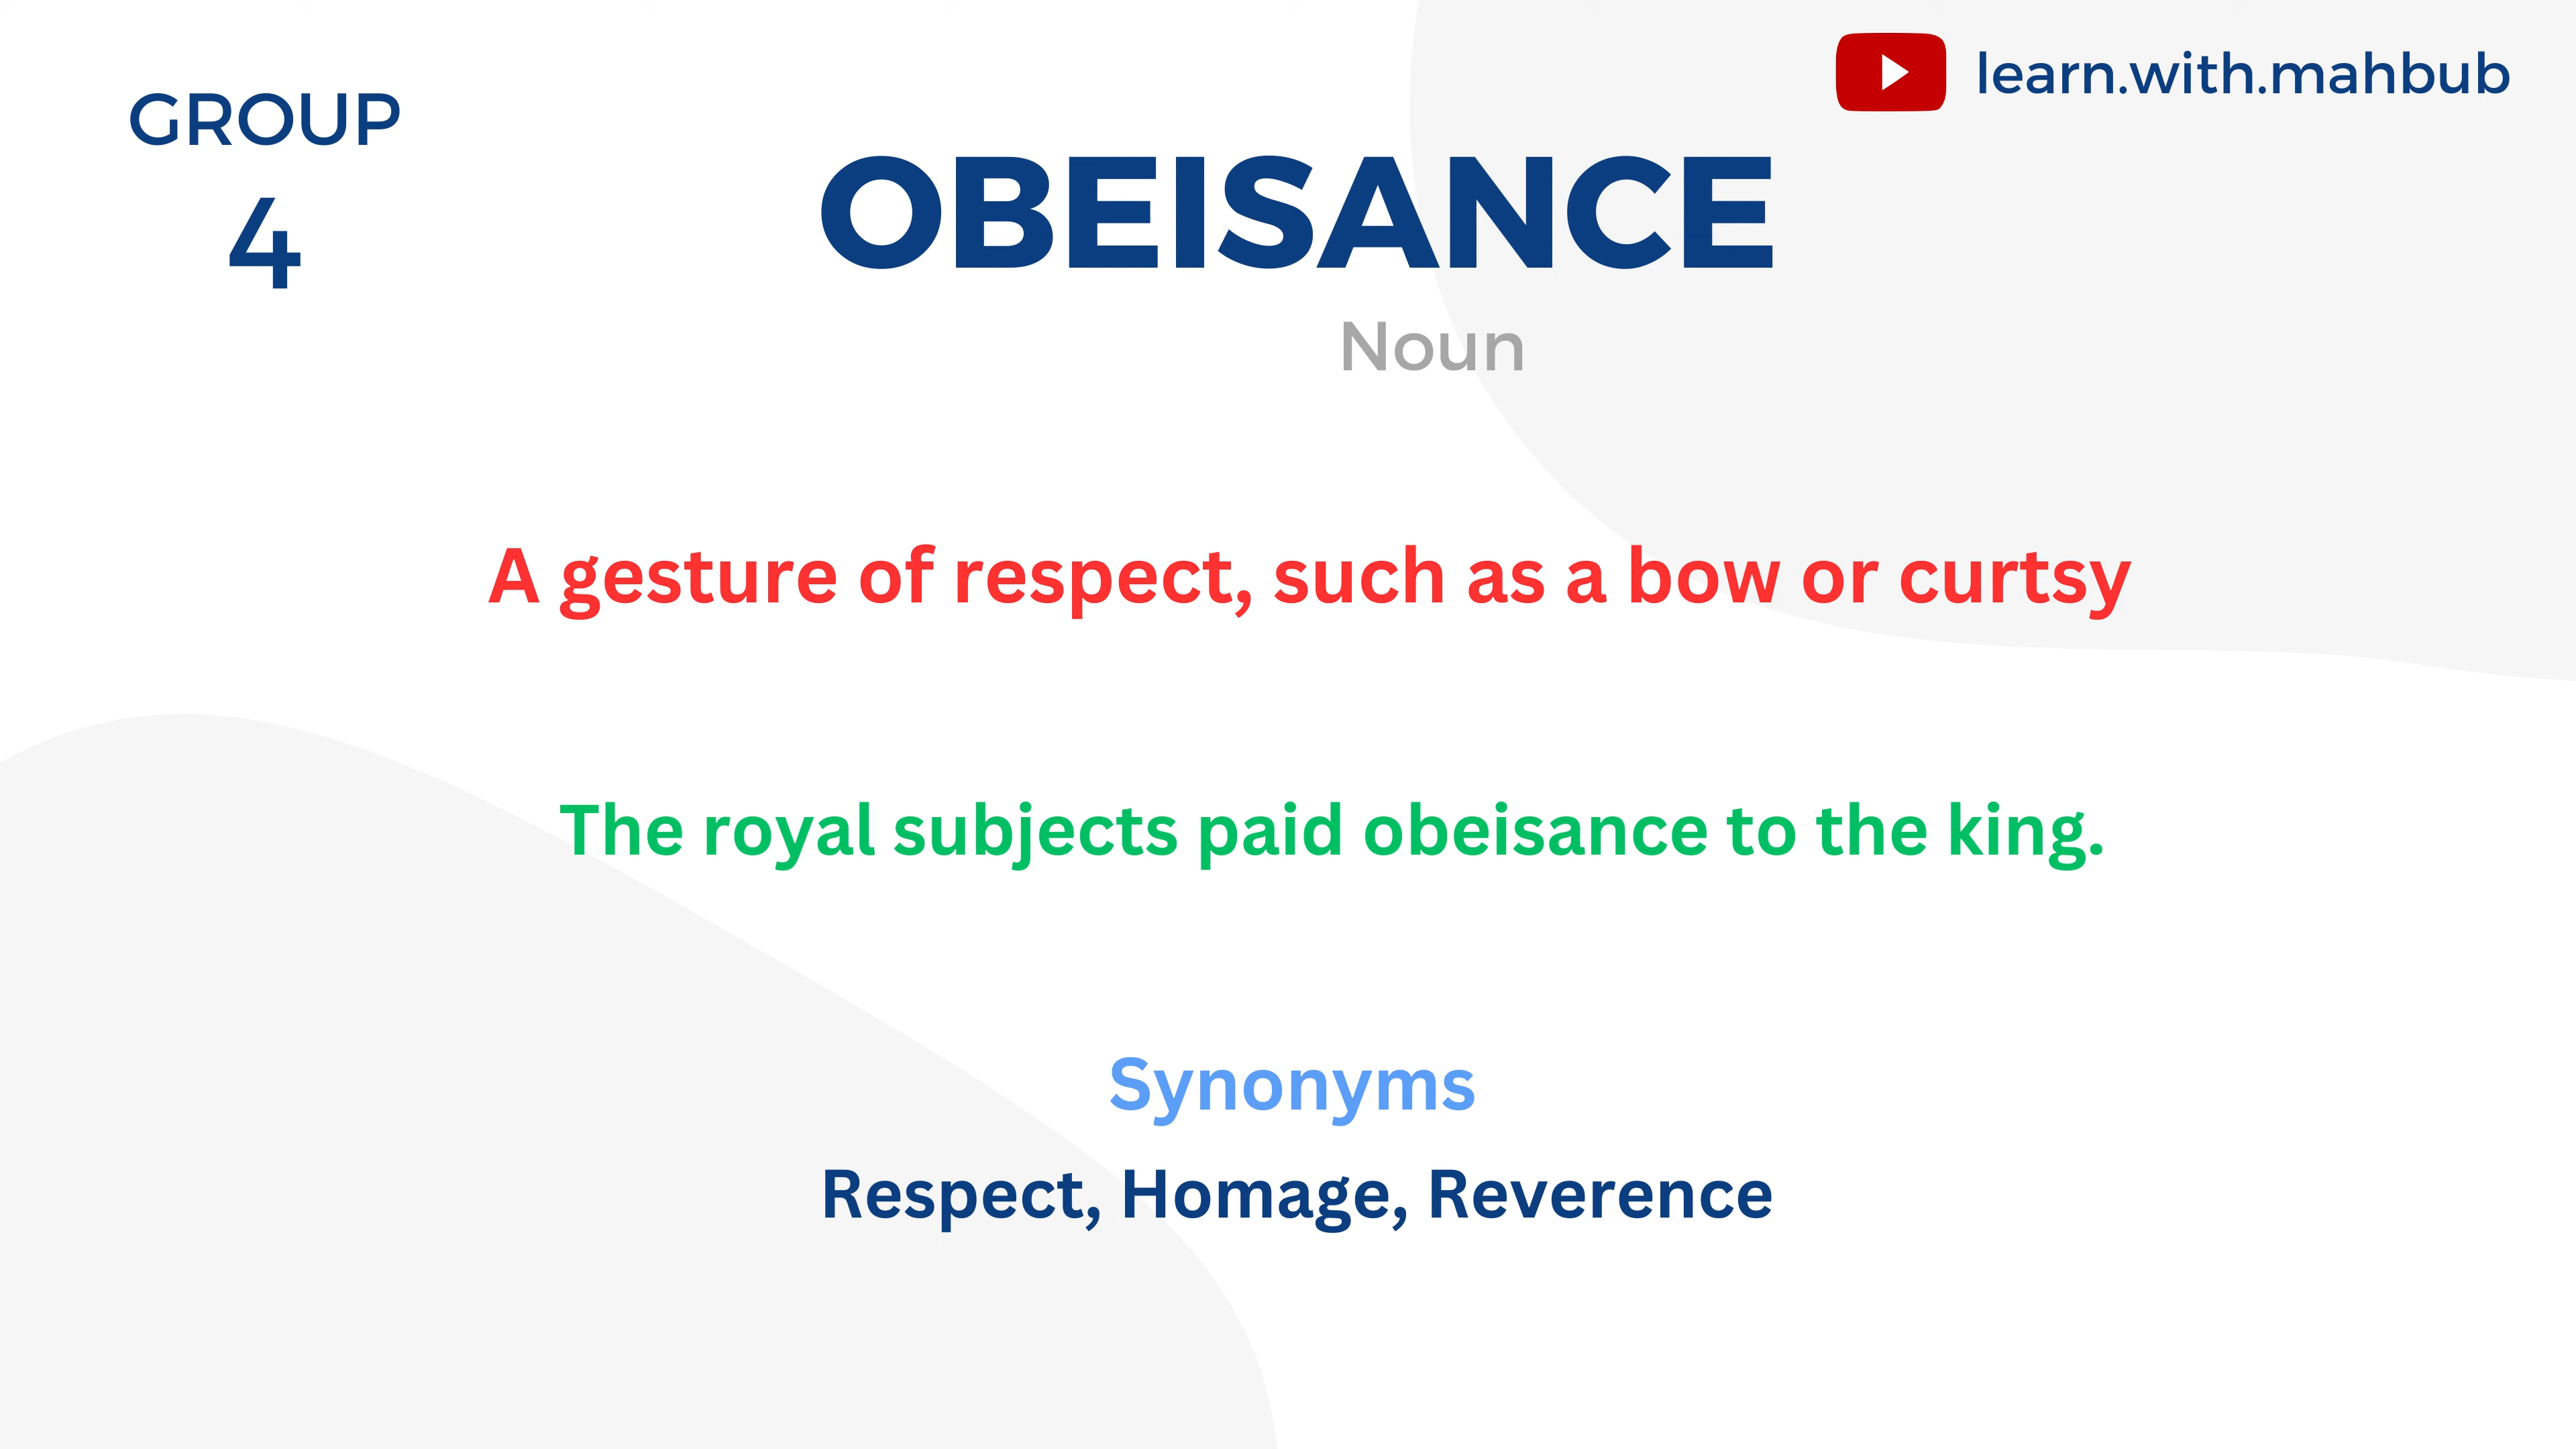 GROUP
4
learn.with.mahbub
OBEISANCE
Noun
A gesture of respect, such as a bow or curtsy
The royal subjects paid obeisance to the king.
Synonyms
Respect, Homage, Reverence